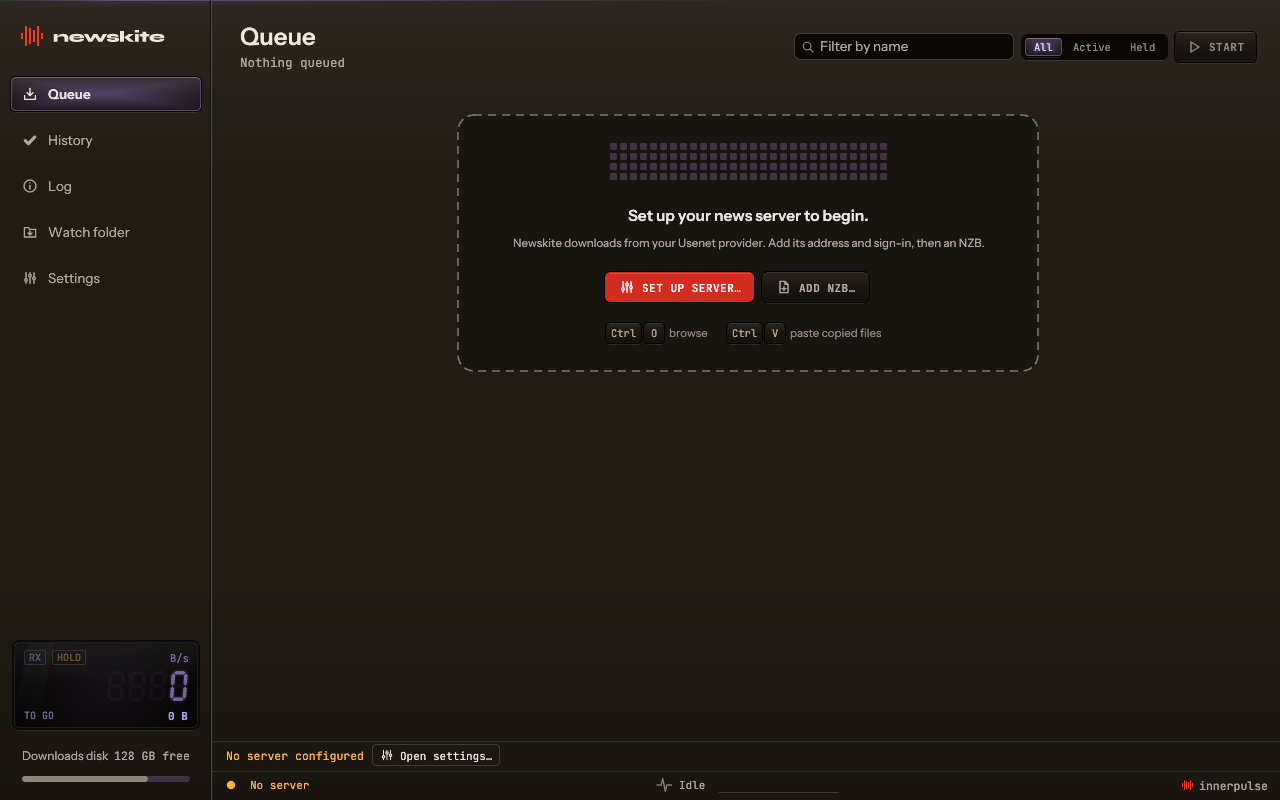 newskite
Queue
History
Log
Watch folder
Settings
RX HOLD B/s
0
TO GO 0 B
Downloads disk 128 GB free
Queue
Nothing queued
Filter by name
All Active Held
START
Set up your news server to begin.
Newskite downloads from your Usenet provider. Add its address and sign-in, then an NZB.
SET UP SERVER… ADD NZB…
Ctrl O browse Ctrl V paste copied files
No server configured Open settings…
No server Idle innerpulse